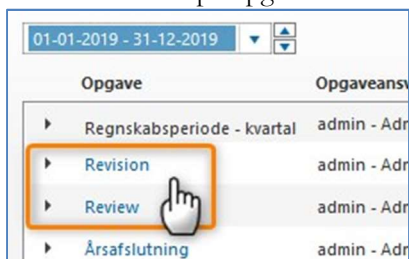 01-01-2019 - 31-12-2019
Opgave Opgaveansv
Regnskabsperiode - kvartal admin - Adr
Revision admin - Adr
Review admin - Adr
Årsafslutning admin - Adr